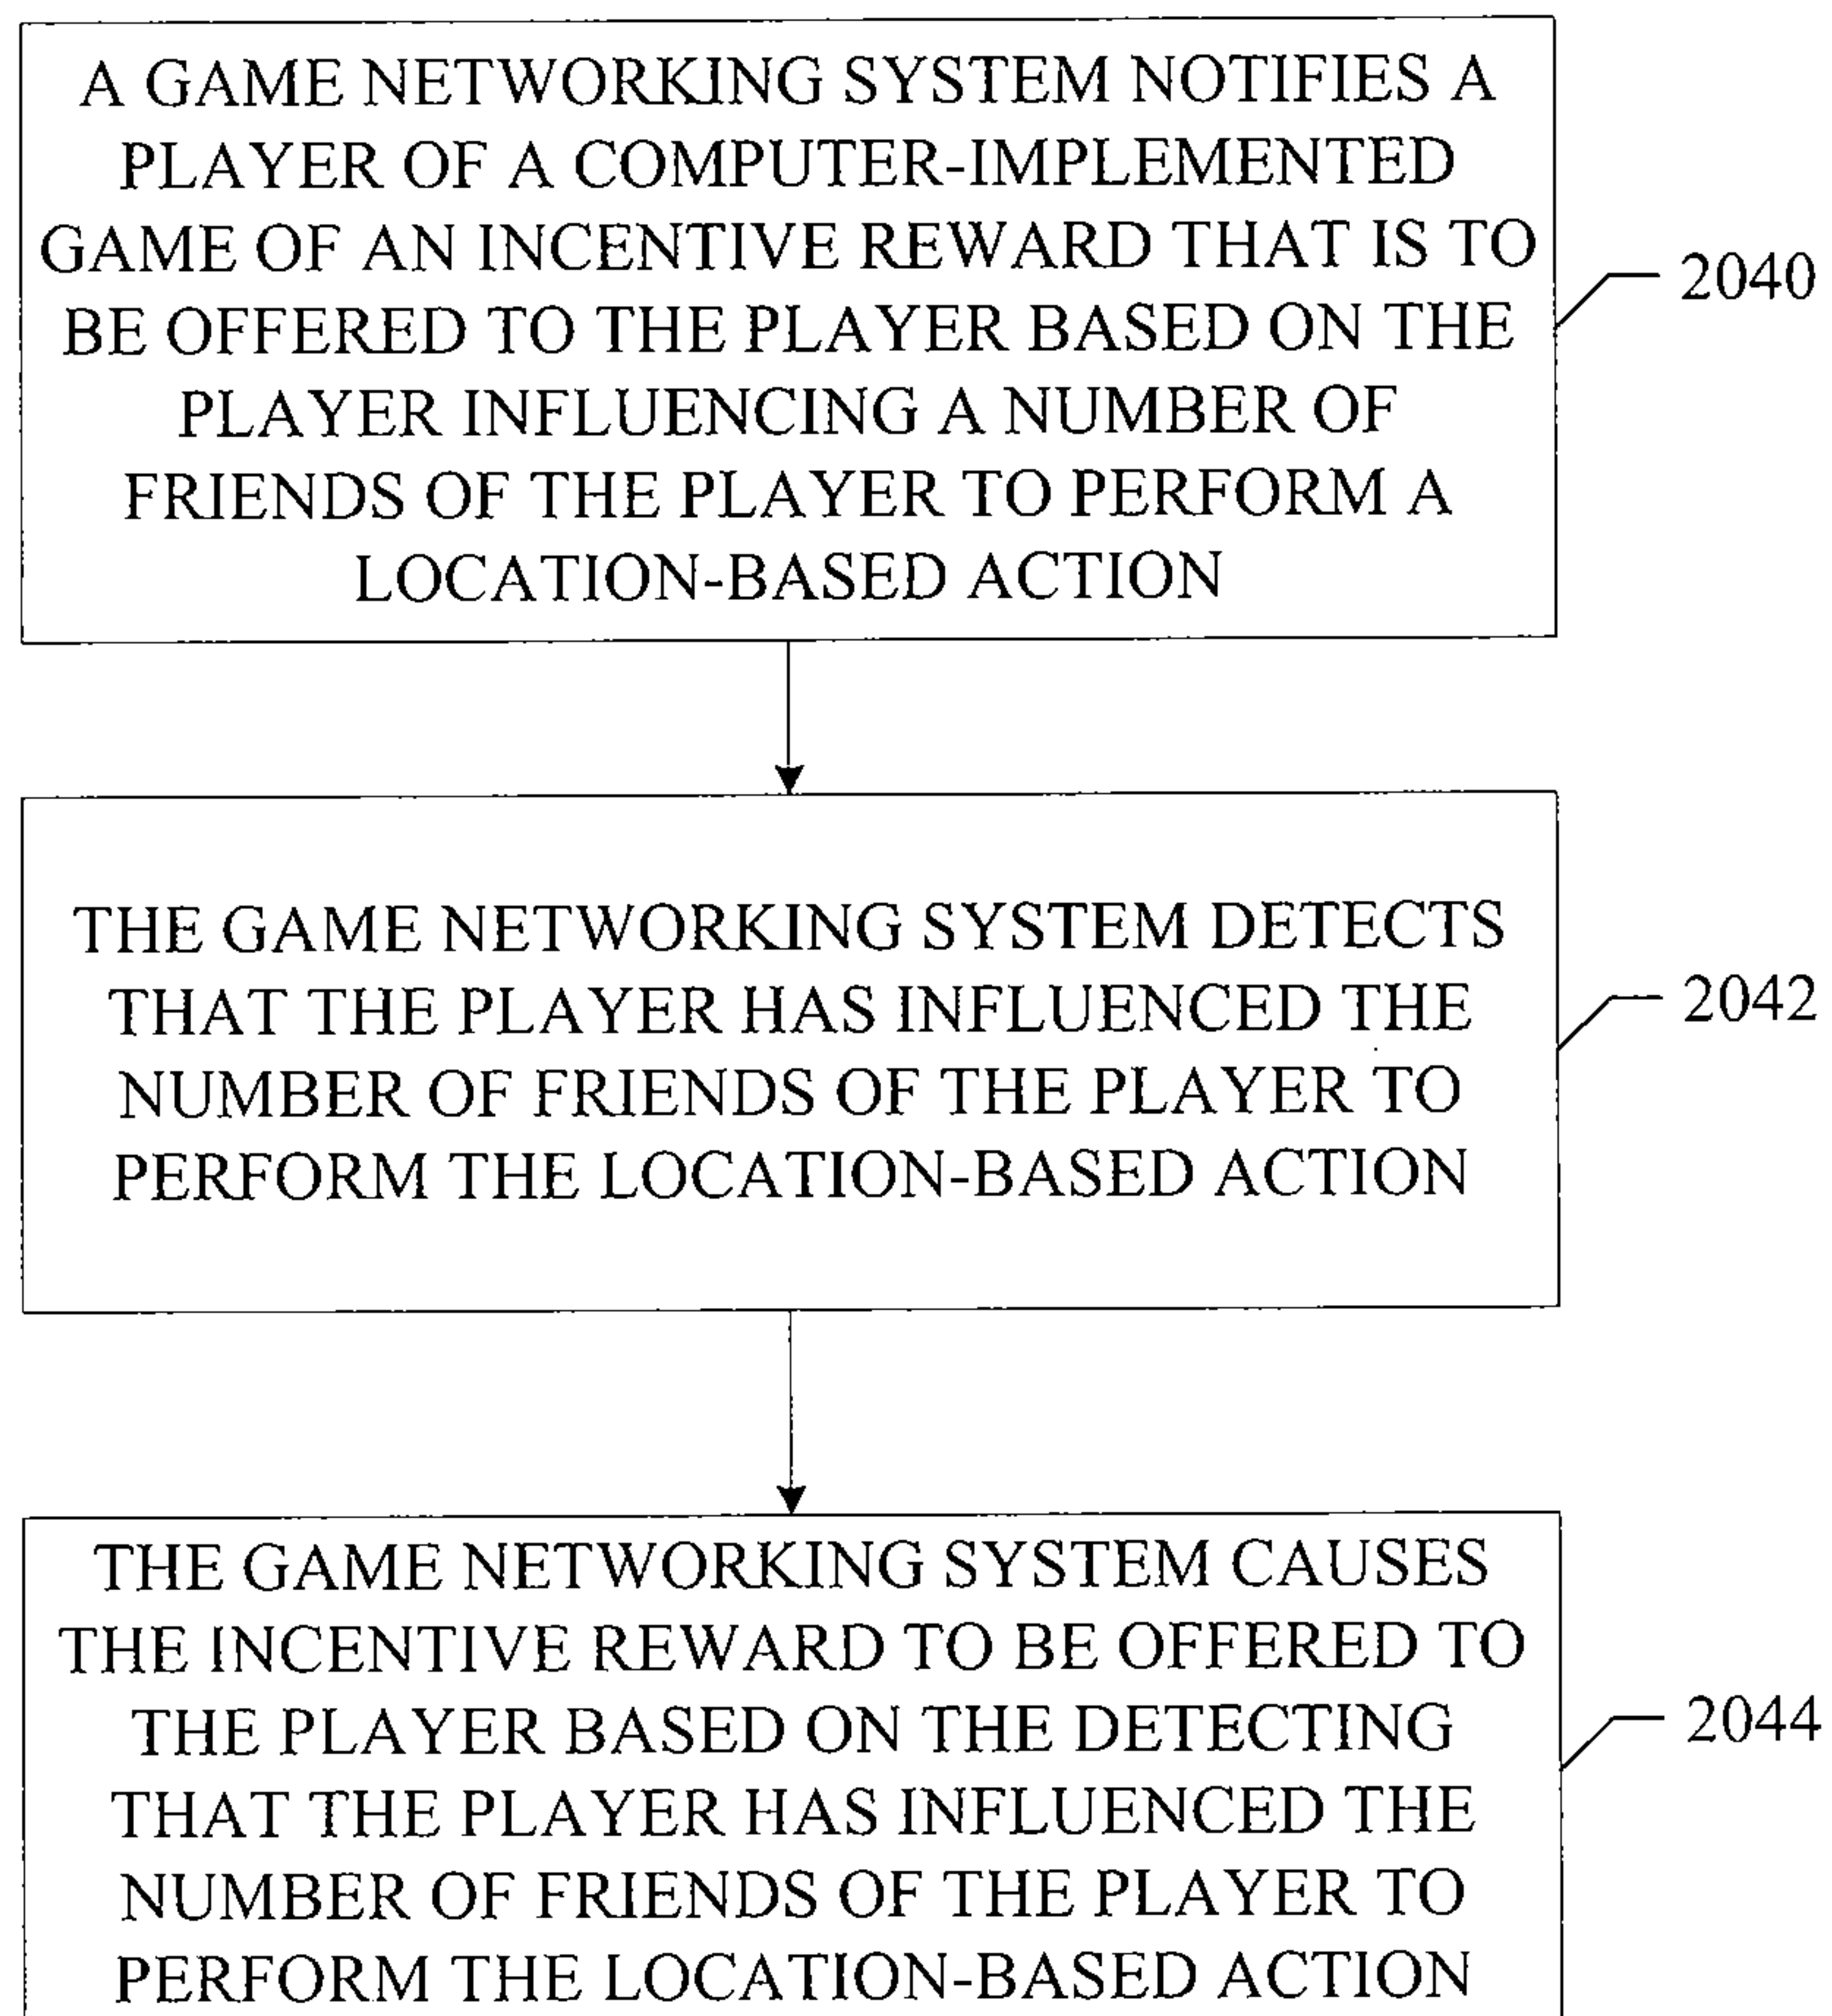 A GAME NETWORKING SYSTEM NOTIFIES A
PLAYER OF A COMPUTER-IMPLEMENTED
GAME OF AN INCENTIVE REWARD THAT IS TO
BE OFFERED TO THE PLAYER BASED ON THE
PLAYER INFLUENCING A NUMBER OF
FRIENDS OF THE PLAYER TO PERFORM A
LOCATION-BASED ACTION
2040
THE GAME NETWORKING SYSTEM DETECTS
THAT THE PLAYER HAS INFLUENCED THE
NUMBER OF FRIENDS OF THE PLAYER TO
PERFORM THE LOCATION-BASED ACTION
2042
THE GAME NETWORKING SYSTEM CAUSES
THE INCENTIVE REWARD TO BE OFFERED TO
THE PLAYER BASED ON THE DETECTING
THAT THE PLAYER HAS INFLUENCED THE
NUMBER OF FRIENDS OF THE PLAYER TO
PERFORM THE LOCATION-BASED ACTION
2044